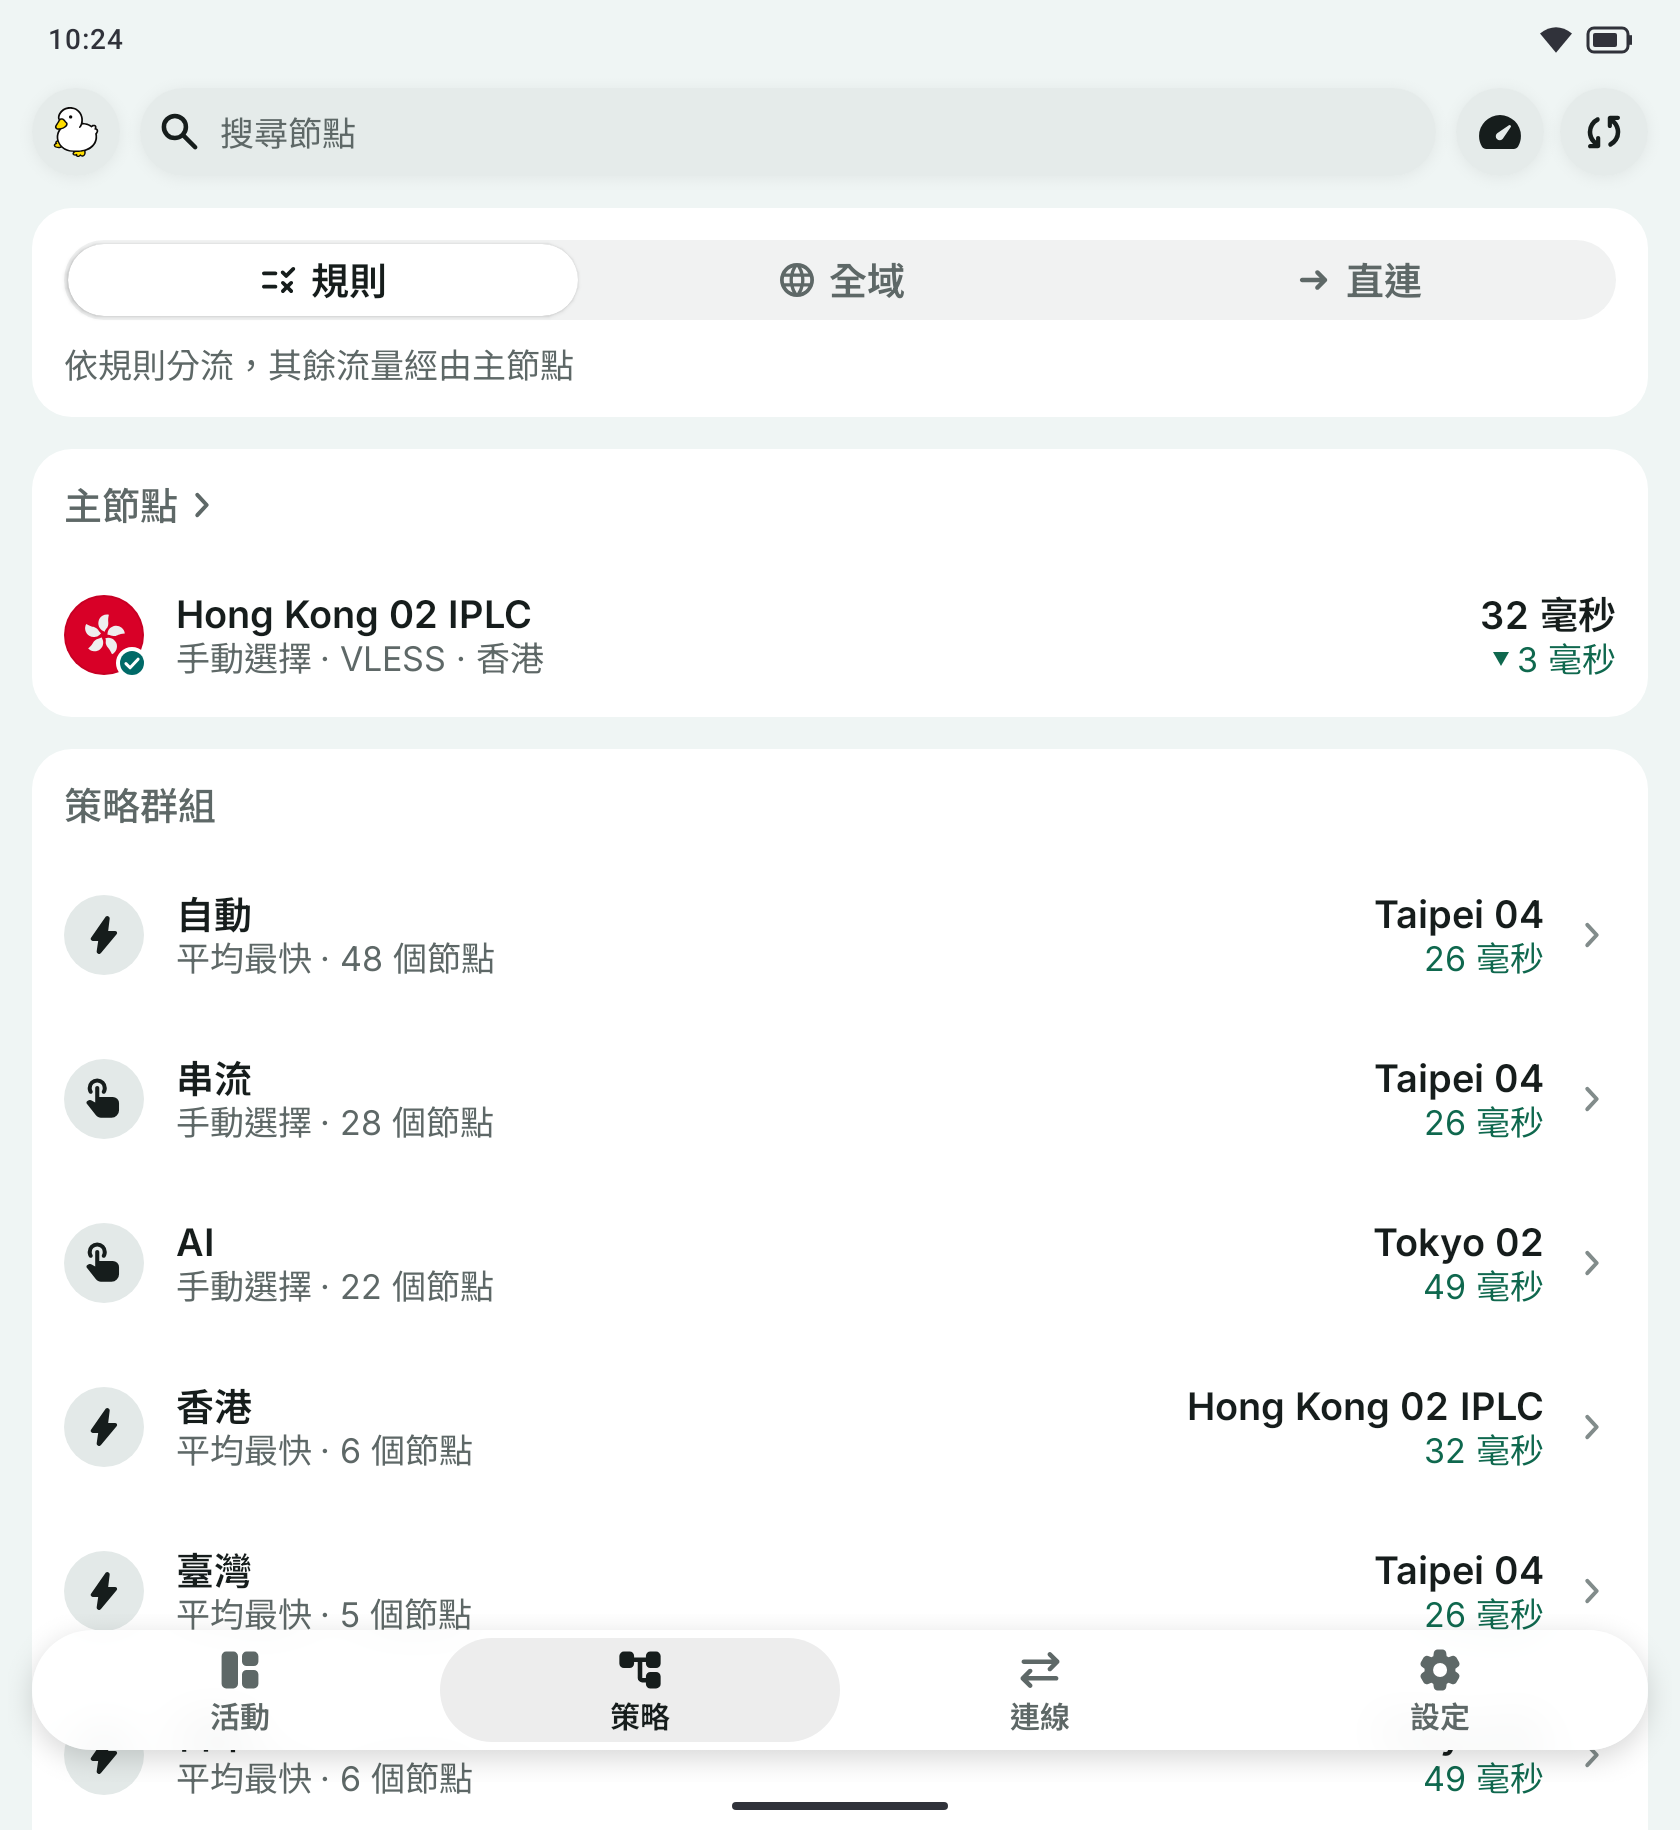 10:24
搜尋節點
規則
全域
直連
依規則分流，其餘流量經由主節點
主節點
Hong Kong 02 IPLC
32 毫秒
手動選擇 · VLESS · 香港
▼3 毫秒
策略群組
自動
Taipei 04
平均最快 · 48 個節點
26 毫秒
串流
Taipei 04
手動選擇 · 28 個節點
26 毫秒
AI
Tokyo 02
手動選擇 · 22 個節點
49 毫秒
香港
Hong Kong 02 IPLC
平均最快 · 6 個節點
32 毫秒
臺灣
Taipei 04
平均最快 · 5 個節點
26 毫秒
活動
策略
連線
設定
平均最快 · 6 個節點
49 毫秒